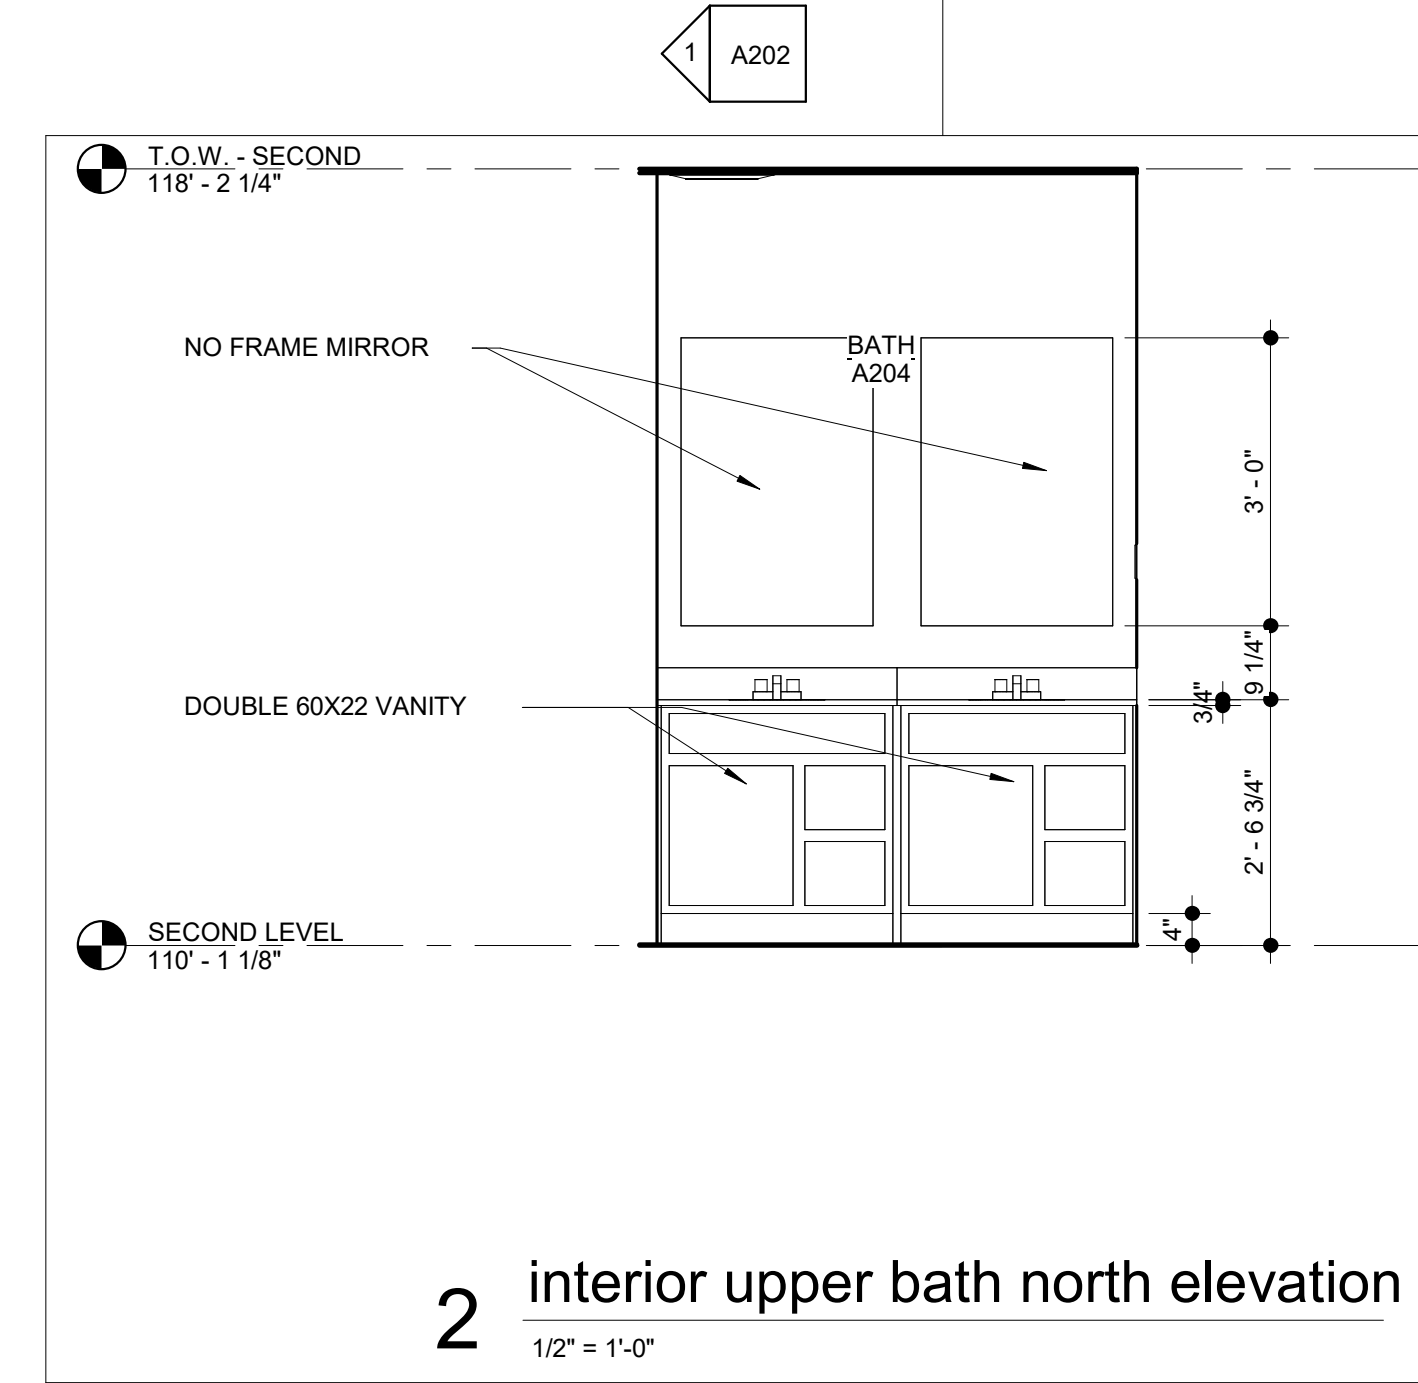 1 A202
T.O.W. - SECOND
118' - 2 1/4"
NO FRAME MIRROR
BATH
A204
3' - 0"
9 1/4"
3/4"
DOUBLE 60X22 VANITY
2' - 6 3/4"
4"
SECOND LEVEL
110' - 1 1/8"
2 interior upper bath north elevation
1/2" = 1'-0"